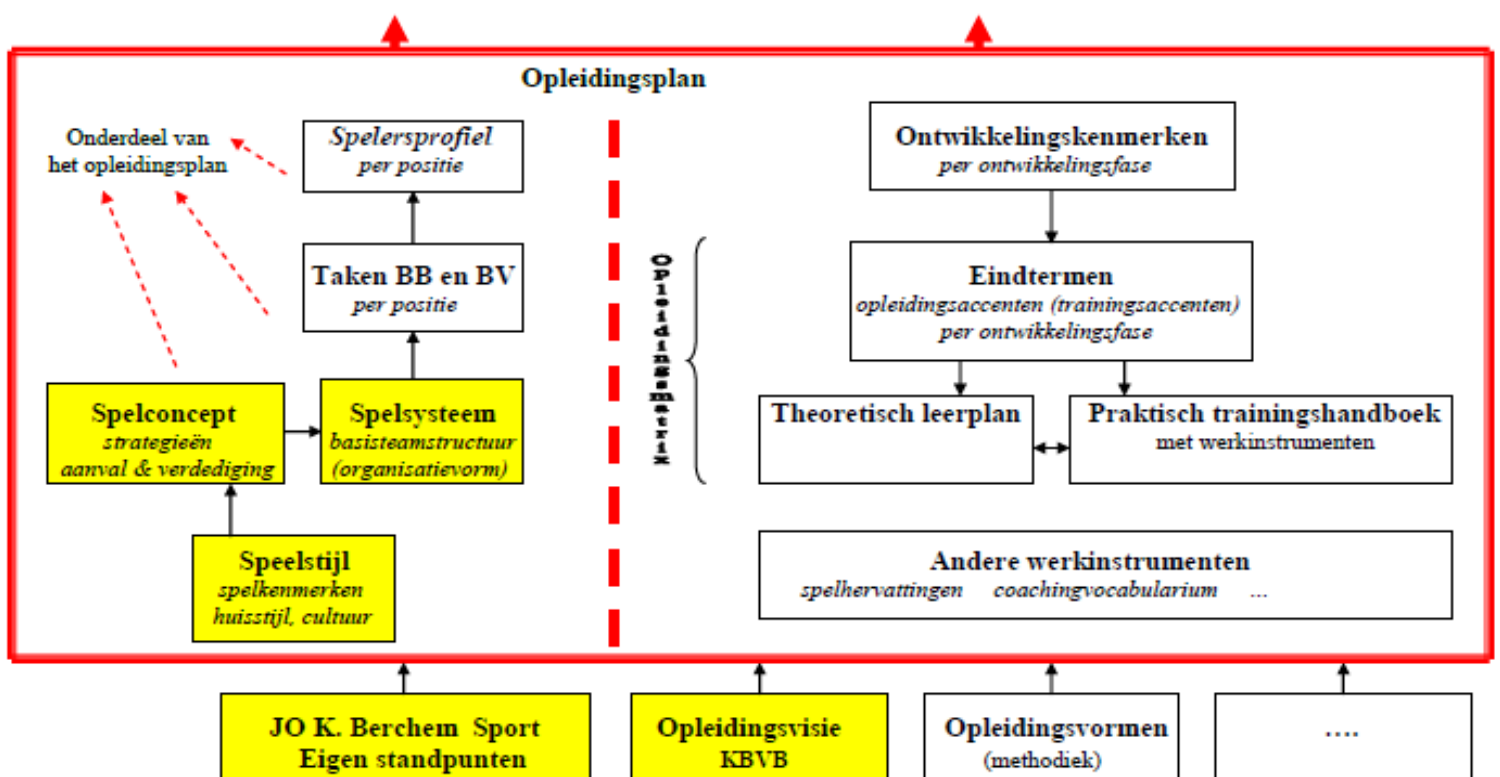 Opleidingsplan
Onderdeel van
het opleidingsplan
Spelersprofiel
per positie
Taken BB en BV
per positie
Spelconcept
strategieën
aanval & verdediging
Spelsysteem
basisteamstructuur
(organisatievorm)
Speelstijl
spelkenmerken
huisstijl, cultuur
Opleidingsmatrix
Ontwikkelingskenmerken
per ontwikkelingsfase
Eindtermen
opleidingsaccenten (trainingsaccenten)
per ontwikkelingsfase
Theoretisch leerplan
Praktisch trainingshandboek
met werkinstrumenten
Andere werkinstrumenten
spelhervattingen coachingvocabularium ...
JO K. Berchem Sport
Eigen standpunten
Opleidingsvisie
KBVB
Opleidingsvormen
(methodiek)
....